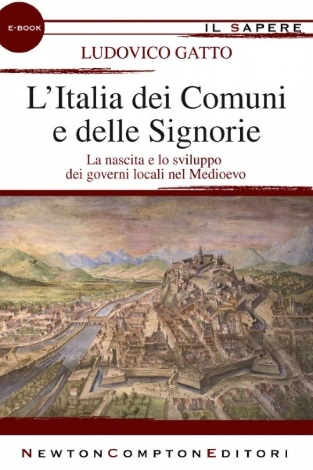 E-BOOK
IL SAPERE
LUDOVICO GATTO
L'Italia dei Comuni
e delle Signorie
La nascita e lo sviluppo
dei governi locali nel Medioevo
NEWTON COMPTON EDITORI